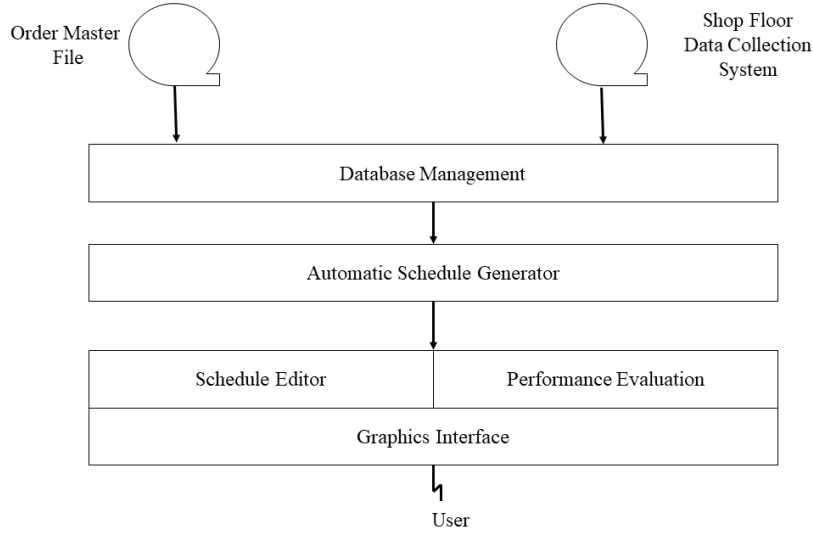 Order Master
File
Shop Floor
Data Collection
System
Database Management
Automatic Schedule Generator
Schedule Editor
Performance Evaluation
Graphics Interface
User